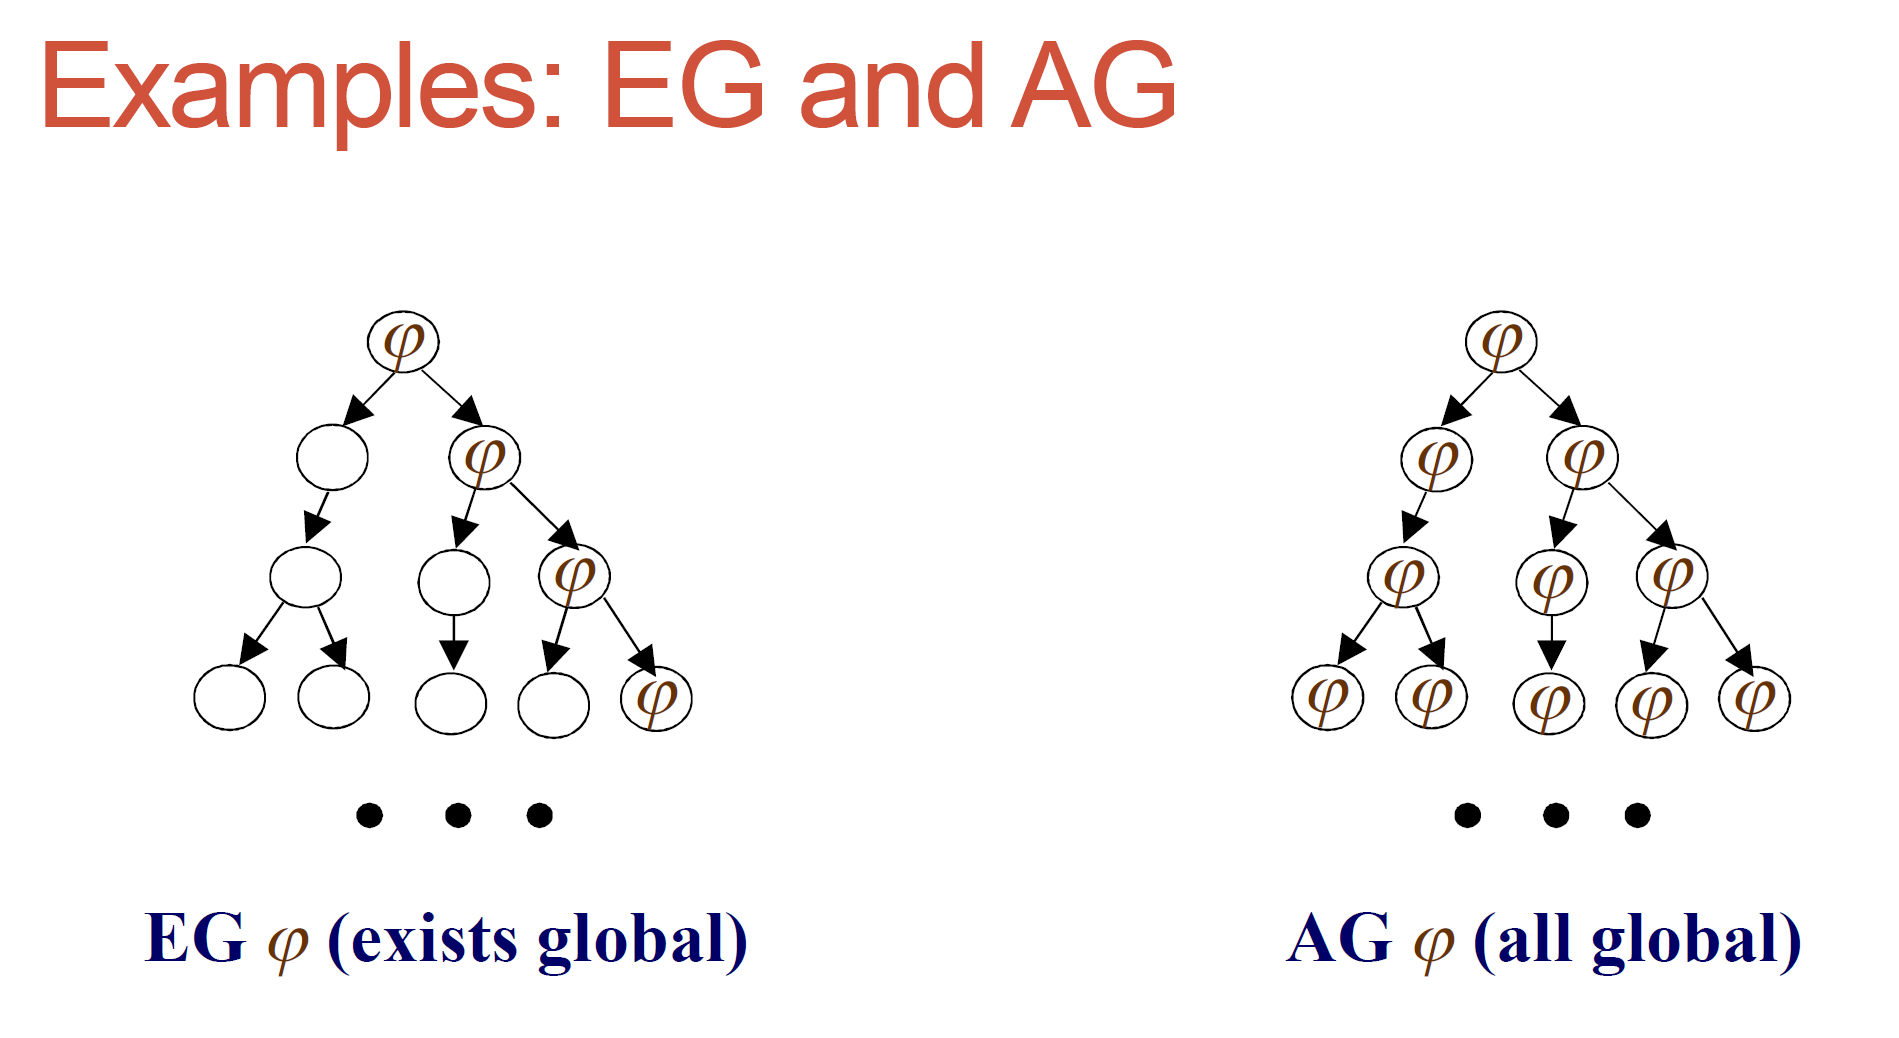 Examples: EG and AG
φ φ
φ φ φ
φ φ φ φ
φ φ φ φ φ φ
EG φ (exists global) AG φ (all global)